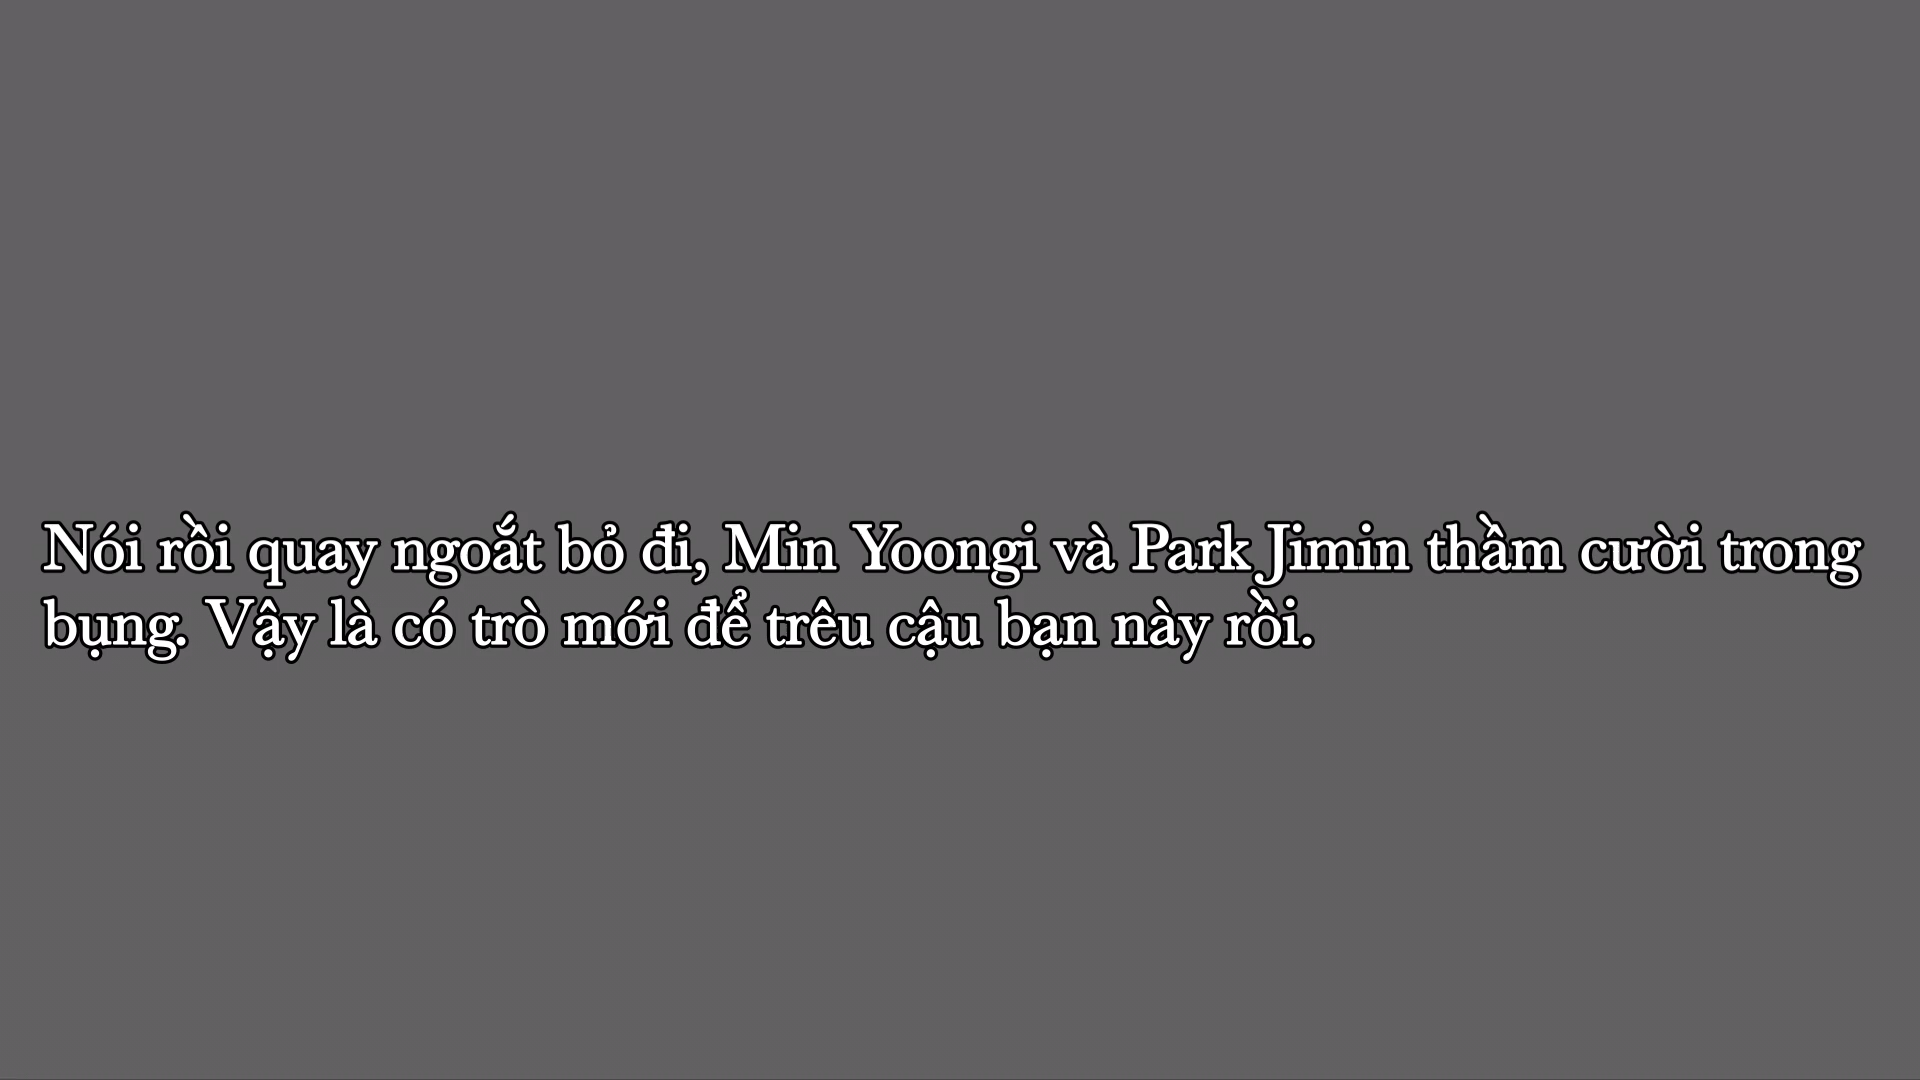 Nói rồi quay ngoắt bỏ đi, Min Yoongi và Park Jimin thầm cười trong
bụng. Vậy là có trò mới để trêu cậu bạn này rồi.